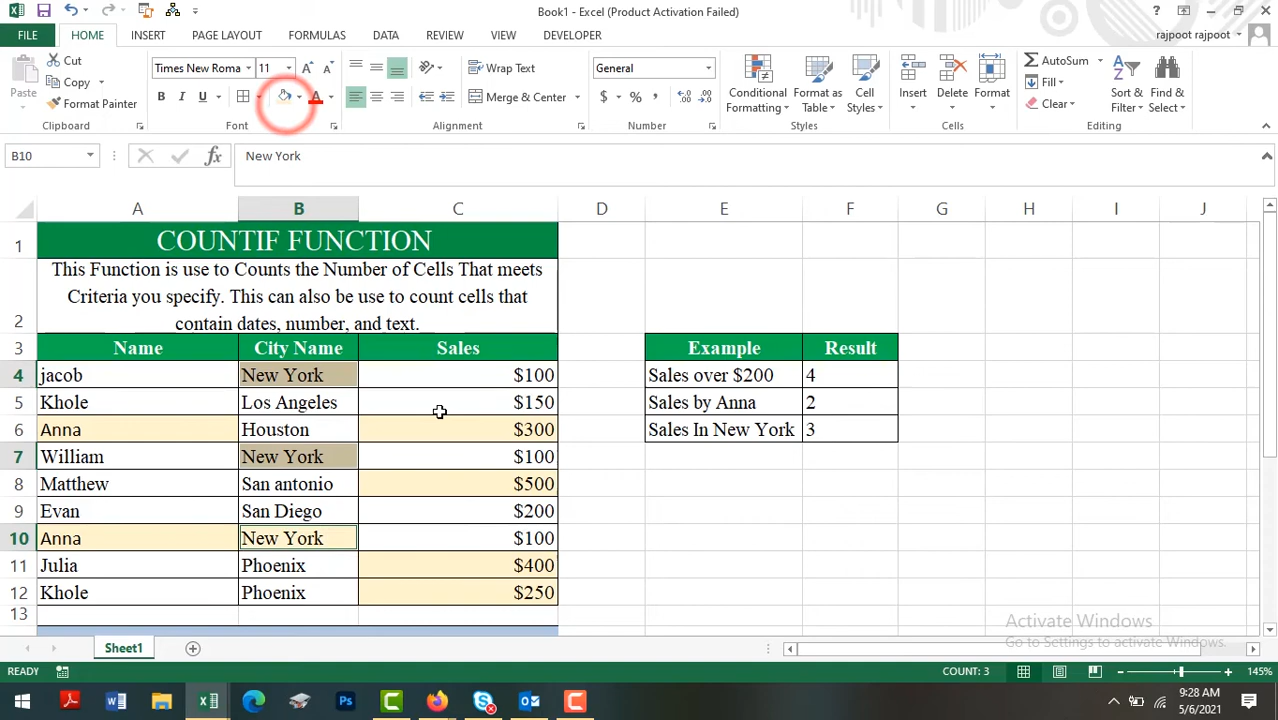 Book1 - Excel (Product Activation Failed)
FILE HOME INSERT PAGE LAYOUT FORMULAS DATA REVIEW VIEW DEVELOPER rajpoot rajpoot
Paste Cut Copy Format Painter Clipboard
Times New Roma 11 B I U A Font
Wrap Text Merge & Center Alignment
General $ % , Number
Conditional Formatting Format as Table Cell Styles Styles
Insert Delete Format Cells
AutoSum Fill Clear Sort & Filter Find & Select Editing
B10 fx New York
A B C D E F G H I J
1 COUNTIF FUNCTION
This Function is use to Counts the Number of Cells That meets
Criteria you specify. This can also be use to count cells that
2 contain dates, number, and text.
3 Name City Name Sales Example Result
4 jacob New York $100 Sales over $200 4
5 Khole Los Angeles $150 Sales by Anna 2
6 Anna Houston $300 Sales In New York 3
7 William New York $100
8 Matthew San antonio $500
9 Evan San Diego $200
10 Anna New York $100
11 Julia Phoenix $400
12 Khole Phoenix $250
13
Activate Windows
Go to Settings to activate Windows.
Sheet1
READY COUNT: 3 145%
9:28 AM
5/6/2021